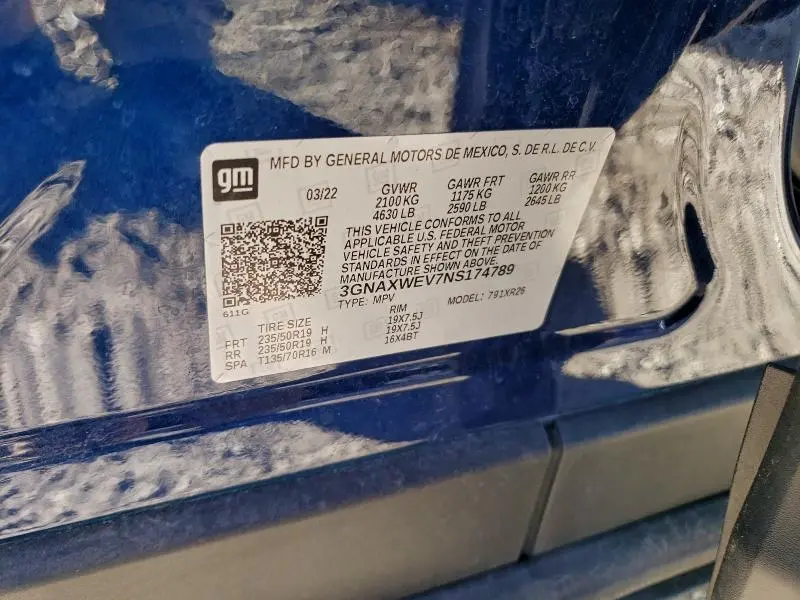 gm
MFD BY GENERAL MOTORS DE MEXICO, S. DE R.L. DE C.V.
03/22
GVWR
2100 KG
4630 LB
GAWR FRT
1175 KG
2590 LB
GAWR RR
1200 KG
2645 LB
THIS VEHICLE CONFORMS TO ALL
APPLICABLE U.S. FEDERAL MOTOR
VEHICLE SAFETY AND THEFT PREVENTION
STANDARDS IN EFFECT ON THE DATE OF
MANUFACTURE SHOWN ABOVE.
3GNAXWEV7NS174789
TYPE: MPV
MODEL: 791XR26
611G
TIRE SIZE
RIM
FRT 235/50R19 H 19X7.5J
RR 235/50R19 H 19X7.5J
SPA T135/70R16 M 16X4BT